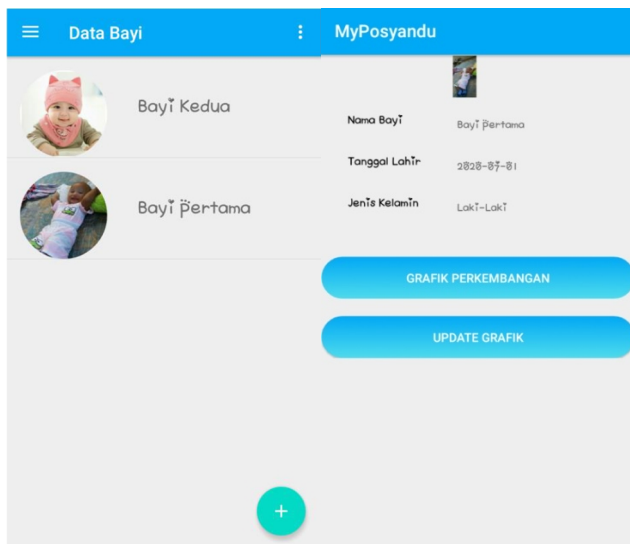 Data Bayi
Bayi Kedua
Bayi Pertama
MyPosyandu
Nama Bayi Bayi Pertama
Tanggal Lahir 2020-07-01
Jenis Kelamin Laki-Laki
GRAFIK PERKEMBANGAN
UPDATE GRAFIK